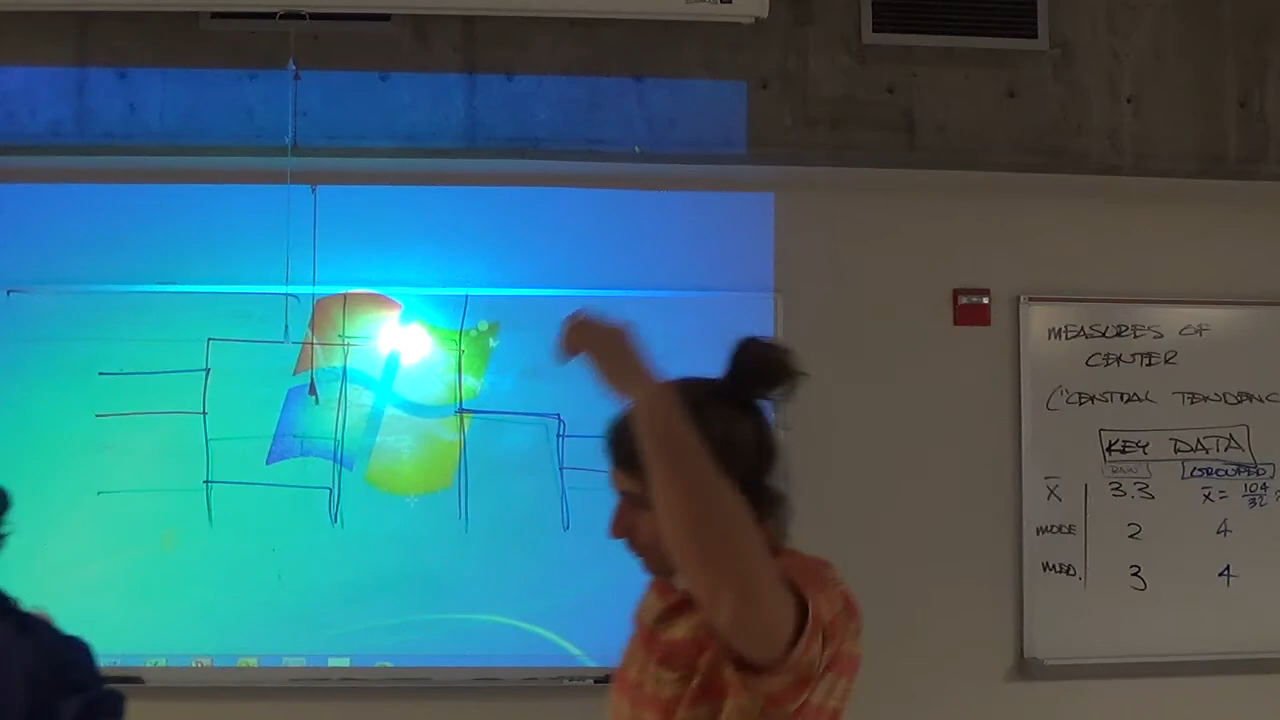 MEASURES OF
CENTER
("CENTRAL TENDENC
KEY DATA
RAW GROUPED
x̄ 3.3 x̄ = 104/32
MODE 2 4
MED. 3 4